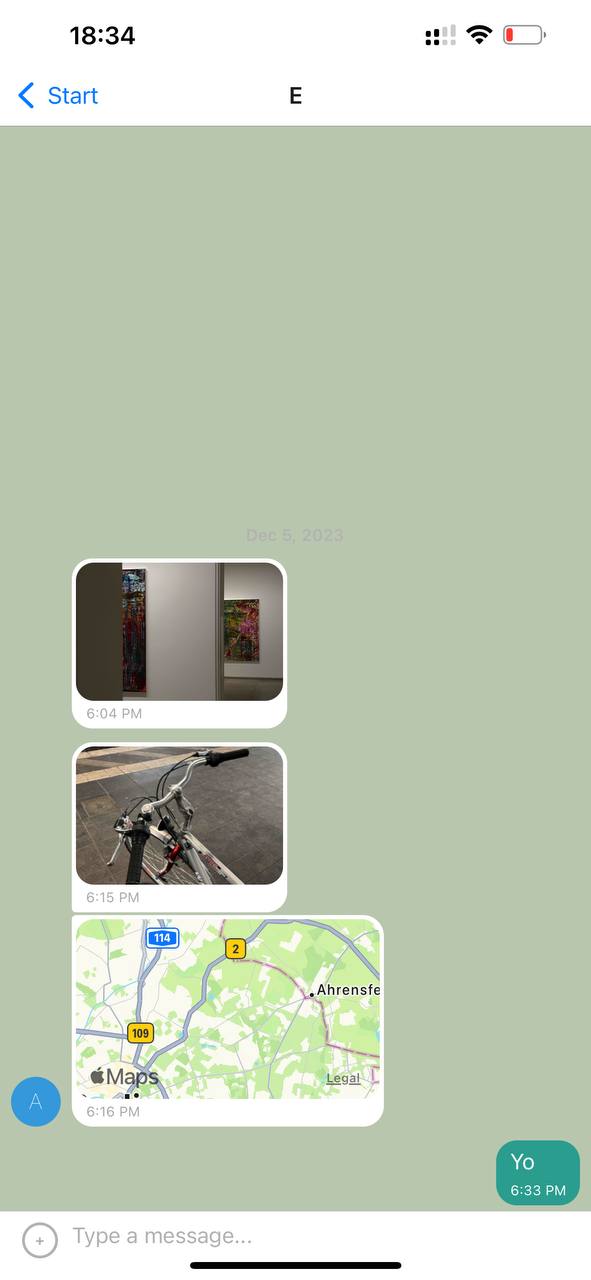 18:34
Start
E
Dec 5, 2023
6:04 PM
6:15 PM
114
2
Ahrensfe
109
Maps
Legal
6:16 PM
A
Yo
6:33 PM
Type a message...